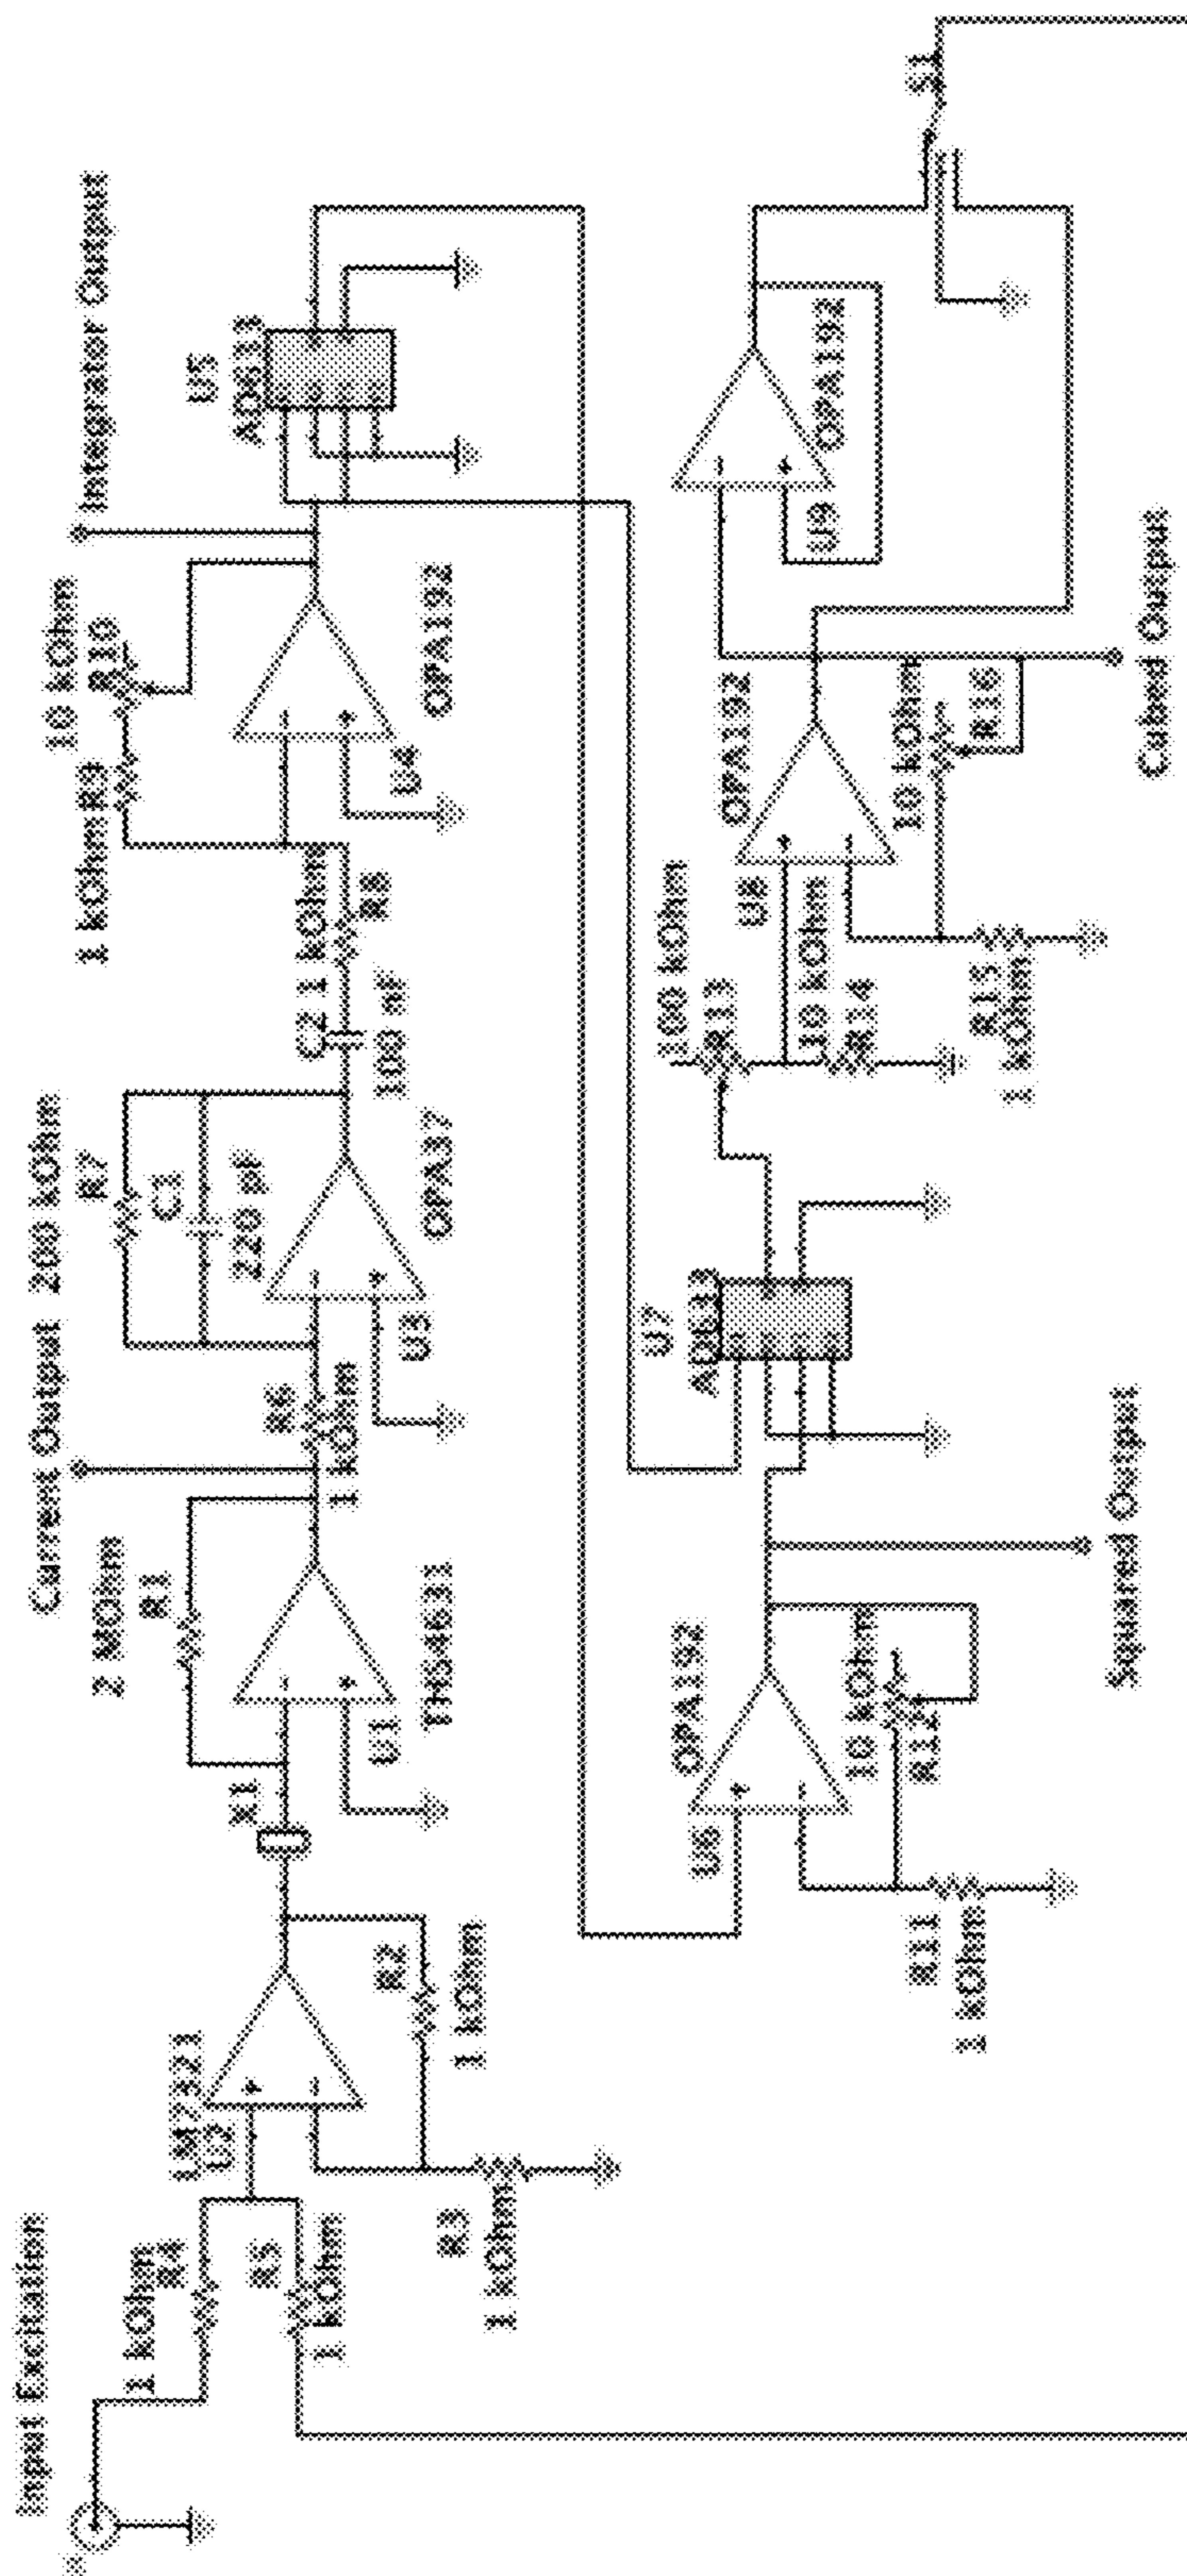 Input Excitation
1 kOhm
R4
R5
1 kOhm
LM7321
U2
R2
1 kOhm
R3
1 kOhm
X1
2 MOhm
R1
U1
THS4631
Current Output
R6
1 kOhm
200 kOhm
R7
C1
220 pF
U3
OPA37
C2
100 nF
1 kOhm
R8
1 kOhm
R9
10 kOhm
R10
U4
OPA192
Integrator Output
U5
AD633
U6
OPA192
10 kOhm
R12
R11
1 kOhm
Squared Output
U7
AD633
100 kOhm
R13
10 kOhm
R14
U8
OPA192
10 kOhm
R16
R15
1 kOhm
Cubed Output
U9
OPA192
S1